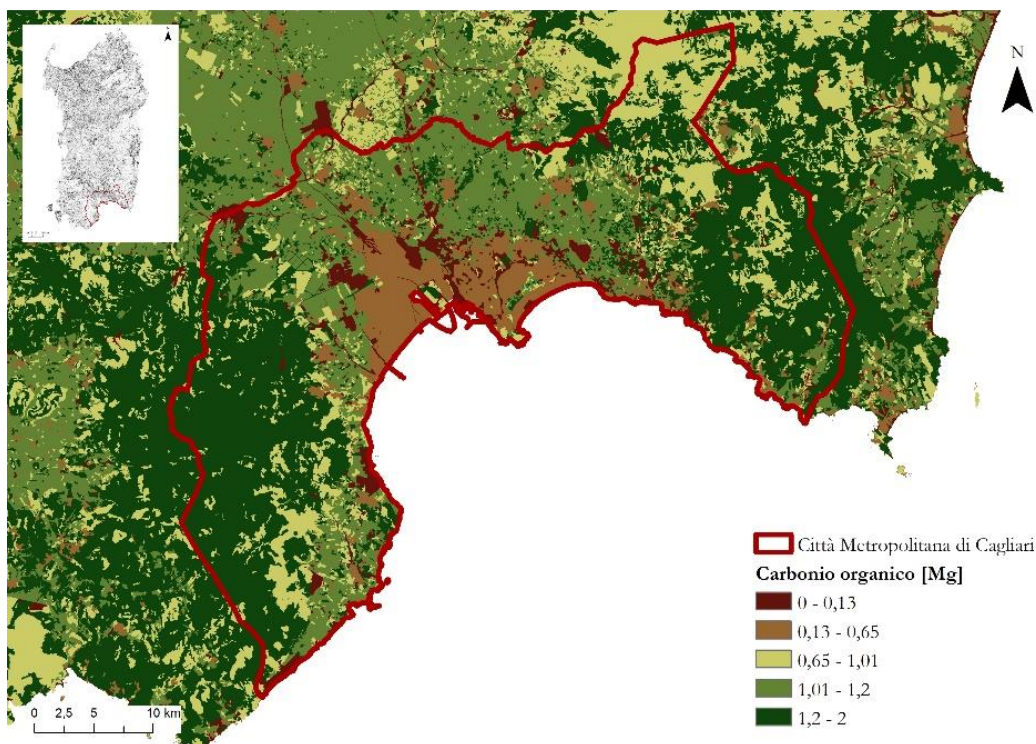 N
Città Metropolitana di Cagliari
Carbonio organico [Mg]
0 - 0,13
0,13 - 0,65
0,65 - 1,01
1,01 - 1,2
1,2 - 2
0 2,5 5 10 km